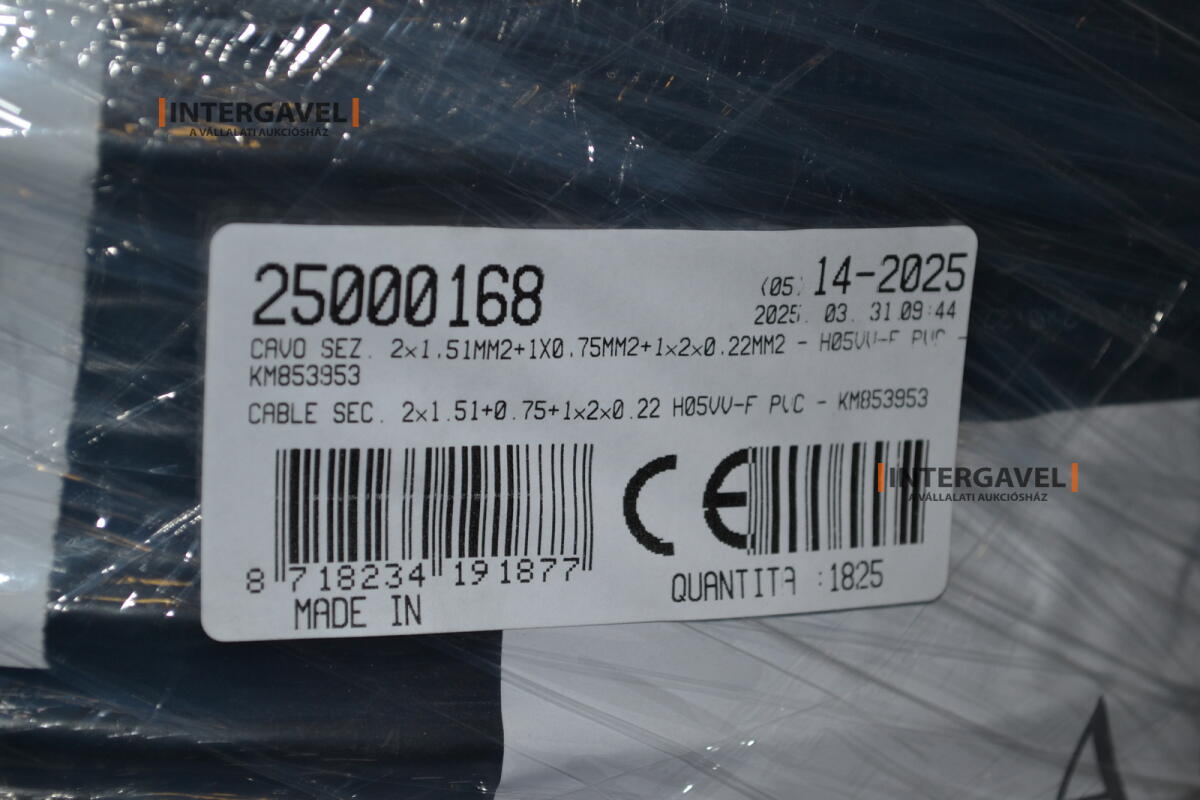 INTERGAVEL
A VÁLLALATI AUKCIÓSHÁZ
25000168
(05) 14-2025
2025. 03. 31 09:44
CAVO SEZ. 2x1.51MM2+1X0.75MM2+1x2x0.22MM2 - H05VV-F PVC -
KM853953
CABLE SEC. 2x1.51+0.75+1x2x0.22 H05VV-F PVC - KM853953
CE
INTERGAVEL
A VÁLLALATI AUKCIÓSHÁZ
8 718234 191877
QUANTITA :1825
MADE IN
A